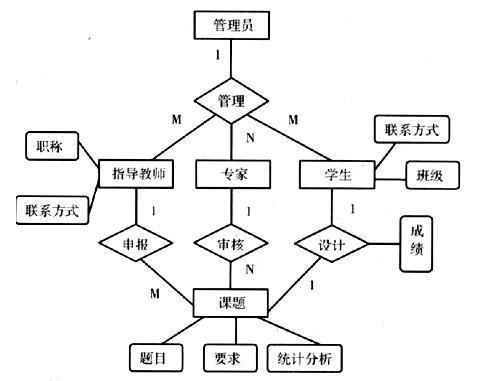 管理员
1
管理
M
N
M
联系方式
职称
指导教师
专家
学生
班级
联系方式
1
1
1
申报
审核
设计
成绩
M
N
1
课题
题目
要求
统计分析